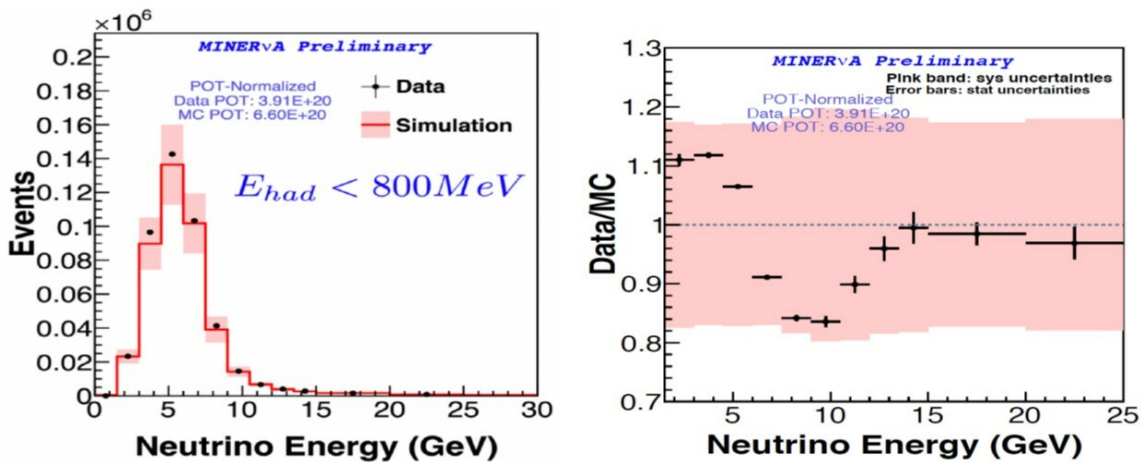 ×10⁶
MINERνA Preliminary
POT-Normalized
Data POT: 3.91E+20
MC POT: 6.60E+20
Data
Simulation
E_had < 800MeV
Events
0.2
0.18
0.16
0.14
0.12
0.1
0.08
0.06
0.04
0.02
0
0 5 10 15 20 25 30
Neutrino Energy (GeV)
MINERνA Preliminary
Pink band: sys uncertainties
Error bars: stat uncertainties
POT-Normalized
Data POT: 3.91E+20
MC POT: 6.60E+20
Data/MC
1.3
1.2
1.1
1
0.9
0.8
0.7
5 10 15 20 25
Neutrino Energy (GeV)